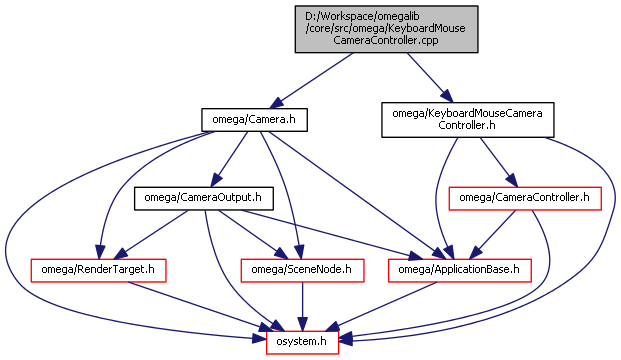 D:/Workspace/omegalib
/core/src/omega/KeyboardMouse
CameraController.cpp
omega/Camera.h
omega/KeyboardMouseCamera
Controller.h
omega/CameraOutput.h
omega/CameraController.h
omega/RenderTarget.h
omega/SceneNode.h
omega/ApplicationBase.h
osystem.h